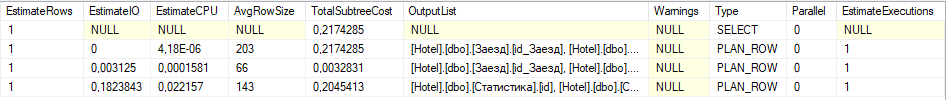 EstimateRows EstimateIO EstimateCPU AvgRowSize TotalSubtreeCost OutputList Warnings Type Parallel EstimateExecutions
1 NULL NULL NULL 0,2174285 NULL NULL SELECT 0 NULL
1 0 4,18E-06 203 0,2174285 [Hotel].[dbo].[Заезд].[id_Заезд], [Hotel].[dbo].... NULL PLAN_ROW 0 1
1 0,003125 0,0001581 66 0,0032831 [Hotel].[dbo].[Заезд].[id_Заезд], [Hotel].[dbo].... NULL PLAN_ROW 0 1
1 0,1823843 0,022157 143 0,2045413 [Hotel].[dbo].[Статистика].[id], [Hotel].[dbo].[С... NULL PLAN_ROW 0 1